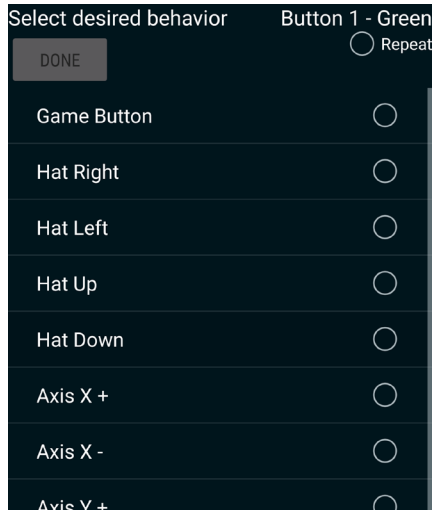 Select desired behavior
Button 1 - Green
Repeat
DONE
Game Button
Hat Right
Hat Left
Hat Up
Hat Down
Axis X +
Axis X -
Axis Y +